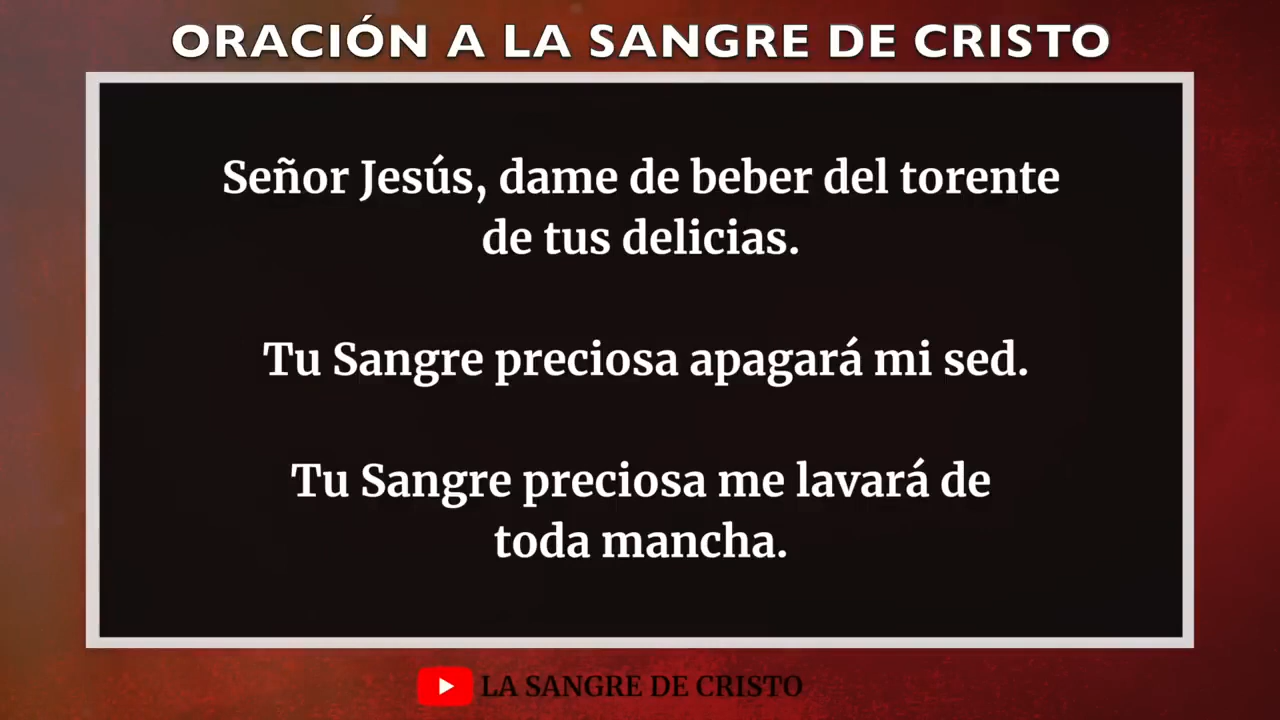 ORACIÓN A LA SANGRE DE CRISTO
Señor Jesús, dame de beber del torente
de tus delicias.
Tu Sangre preciosa apagará mi sed.
Tu Sangre preciosa me lavará de
toda mancha.
LA SANGRE DE CRISTO